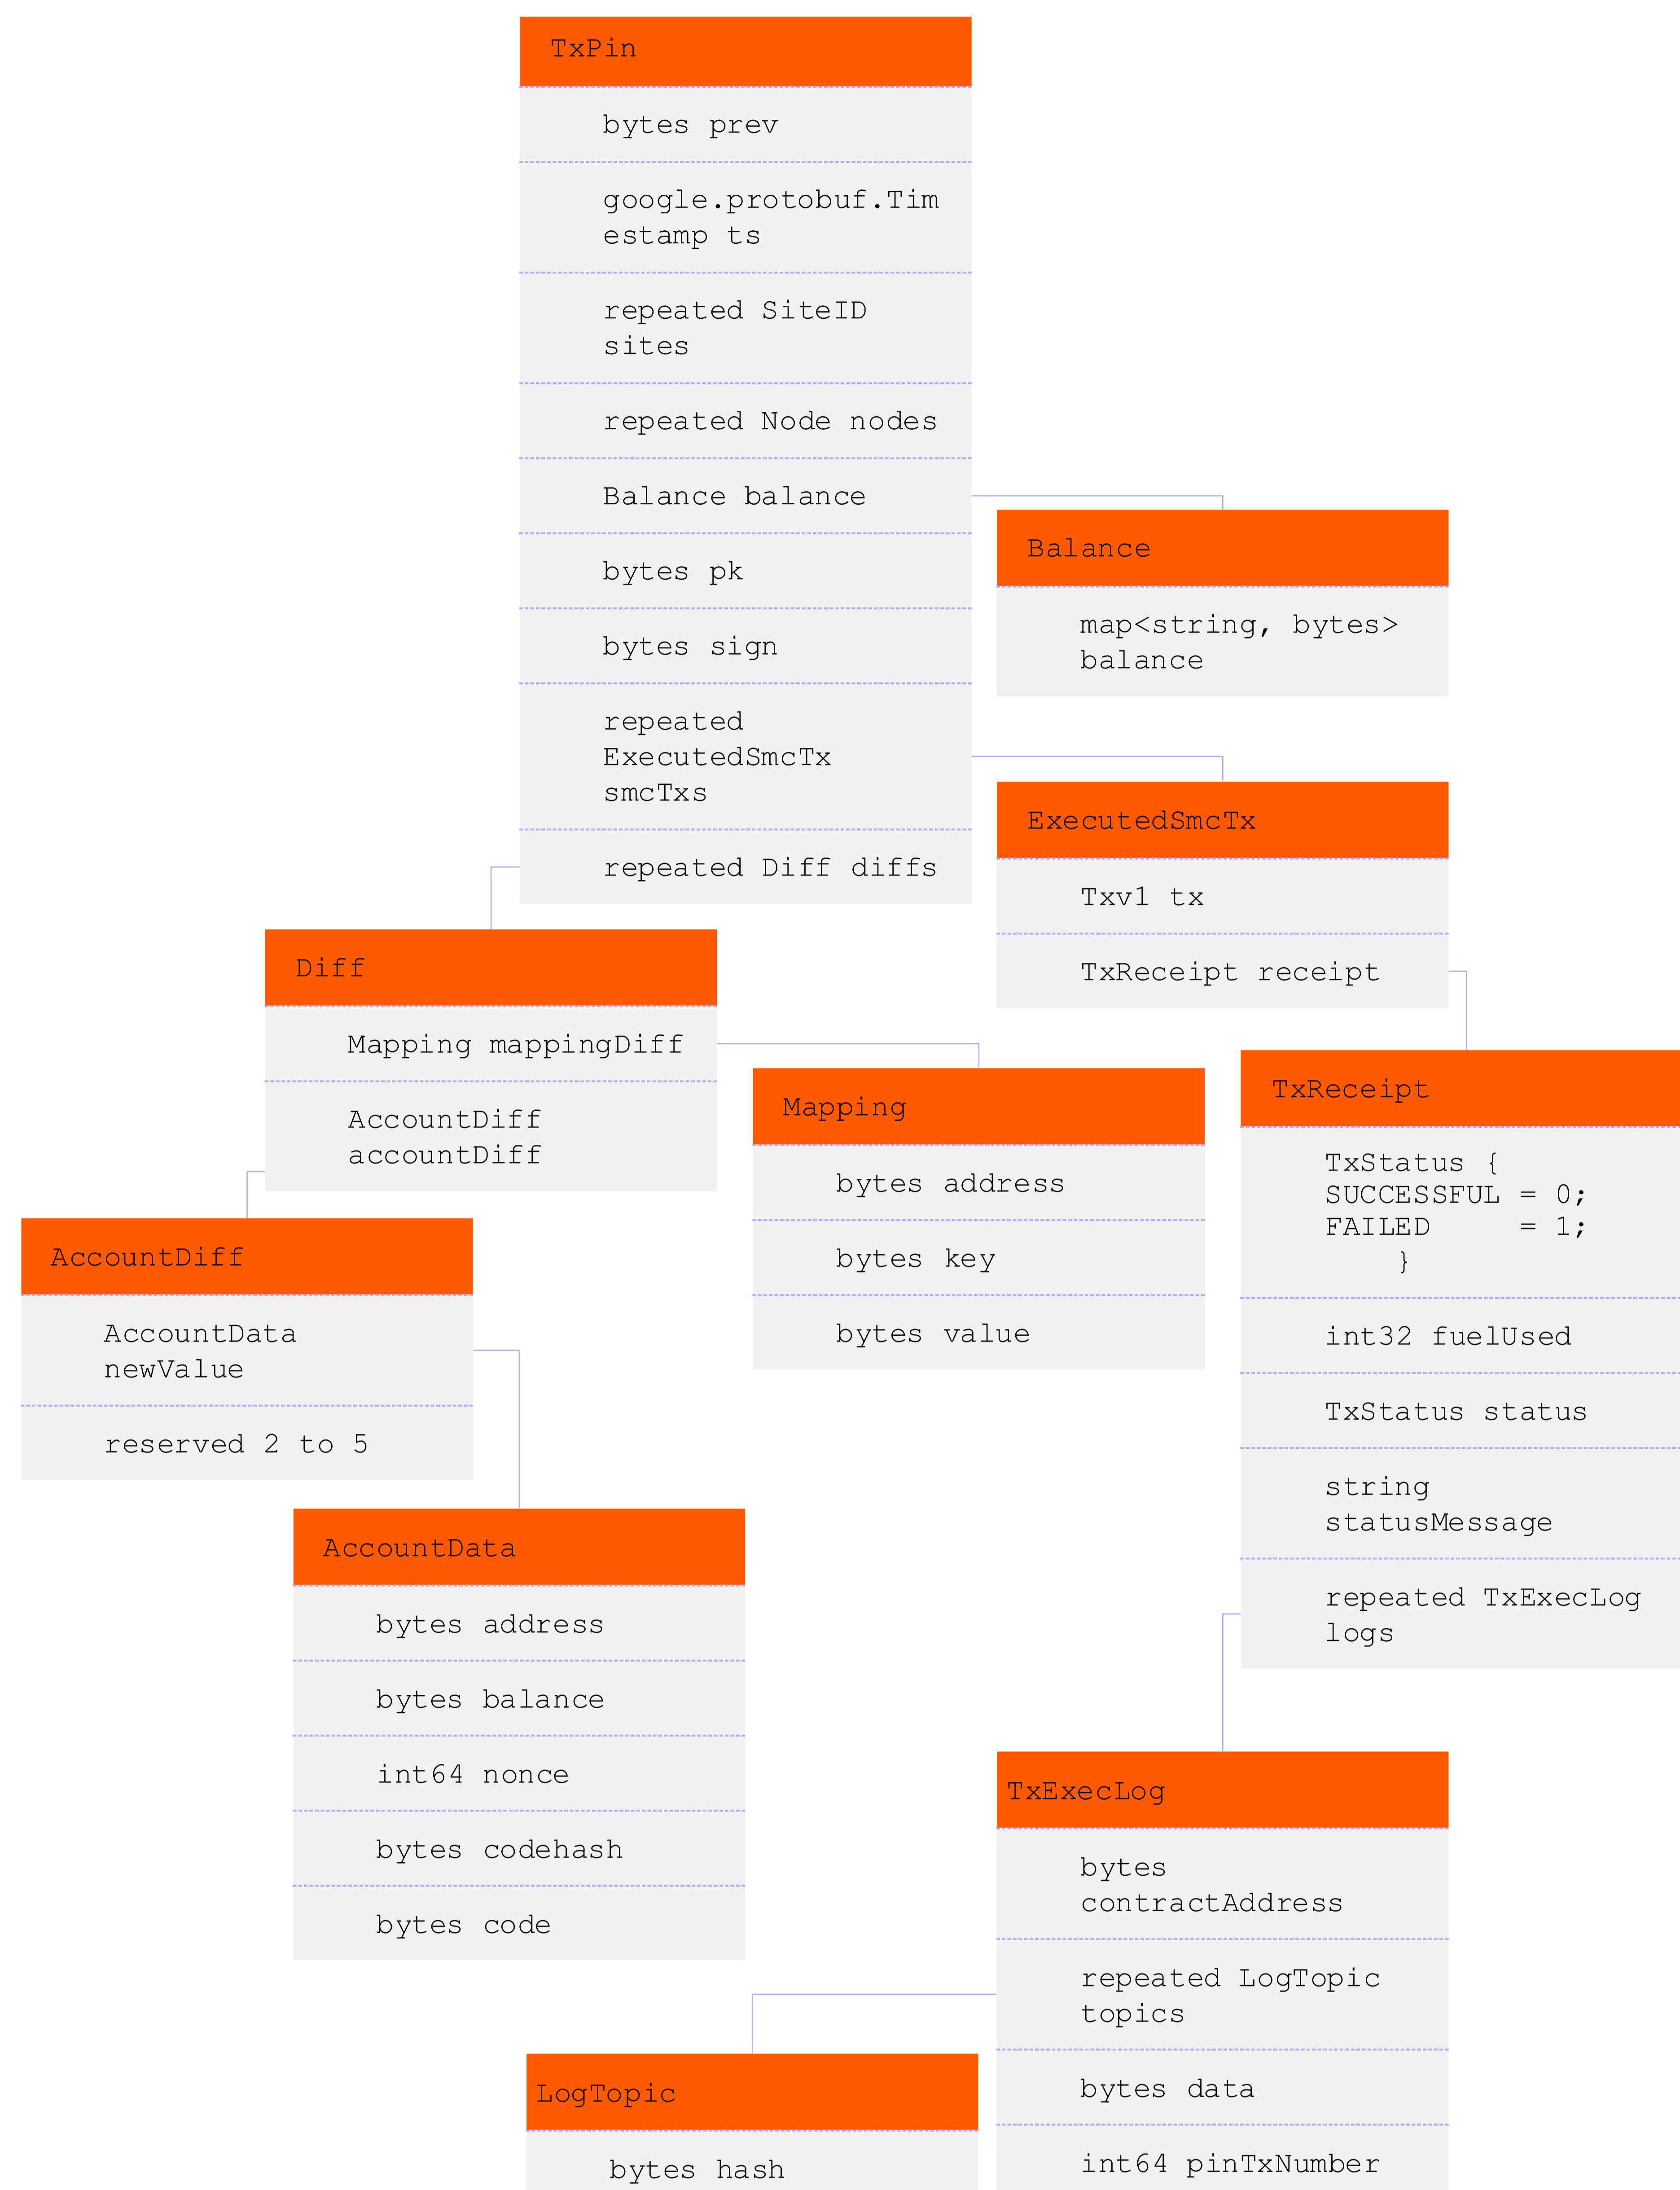 TxPin
bytes prev
google.protobuf.Tim
estamp ts
repeated SiteID
sites
repeated Node nodes
Balance balance
bytes pk
bytes sign
repeated
ExecutedSmcTx
smcTxs
repeated Diff diffs
Balance
map<string, bytes>
balance
ExecutedSmcTx
Txv1 tx
TxReceipt receipt
Diff
Mapping mappingDiff
AccountDiff
accountDiff
Mapping
bytes address
bytes key
bytes value
TxReceipt
TxStatus {
SUCCESSFUL = 0;
FAILED     = 1;
}
int32 fuelUsed
TxStatus status
string
statusMessage
repeated TxExecLog
logs
AccountDiff
AccountData
newValue
reserved 2 to 5
AccountData
bytes address
bytes balance
int64 nonce
bytes codehash
bytes code
TxExecLog
bytes
contractAddress
repeated LogTopic
topics
bytes data
int64 pinTxNumber
LogTopic
bytes hash